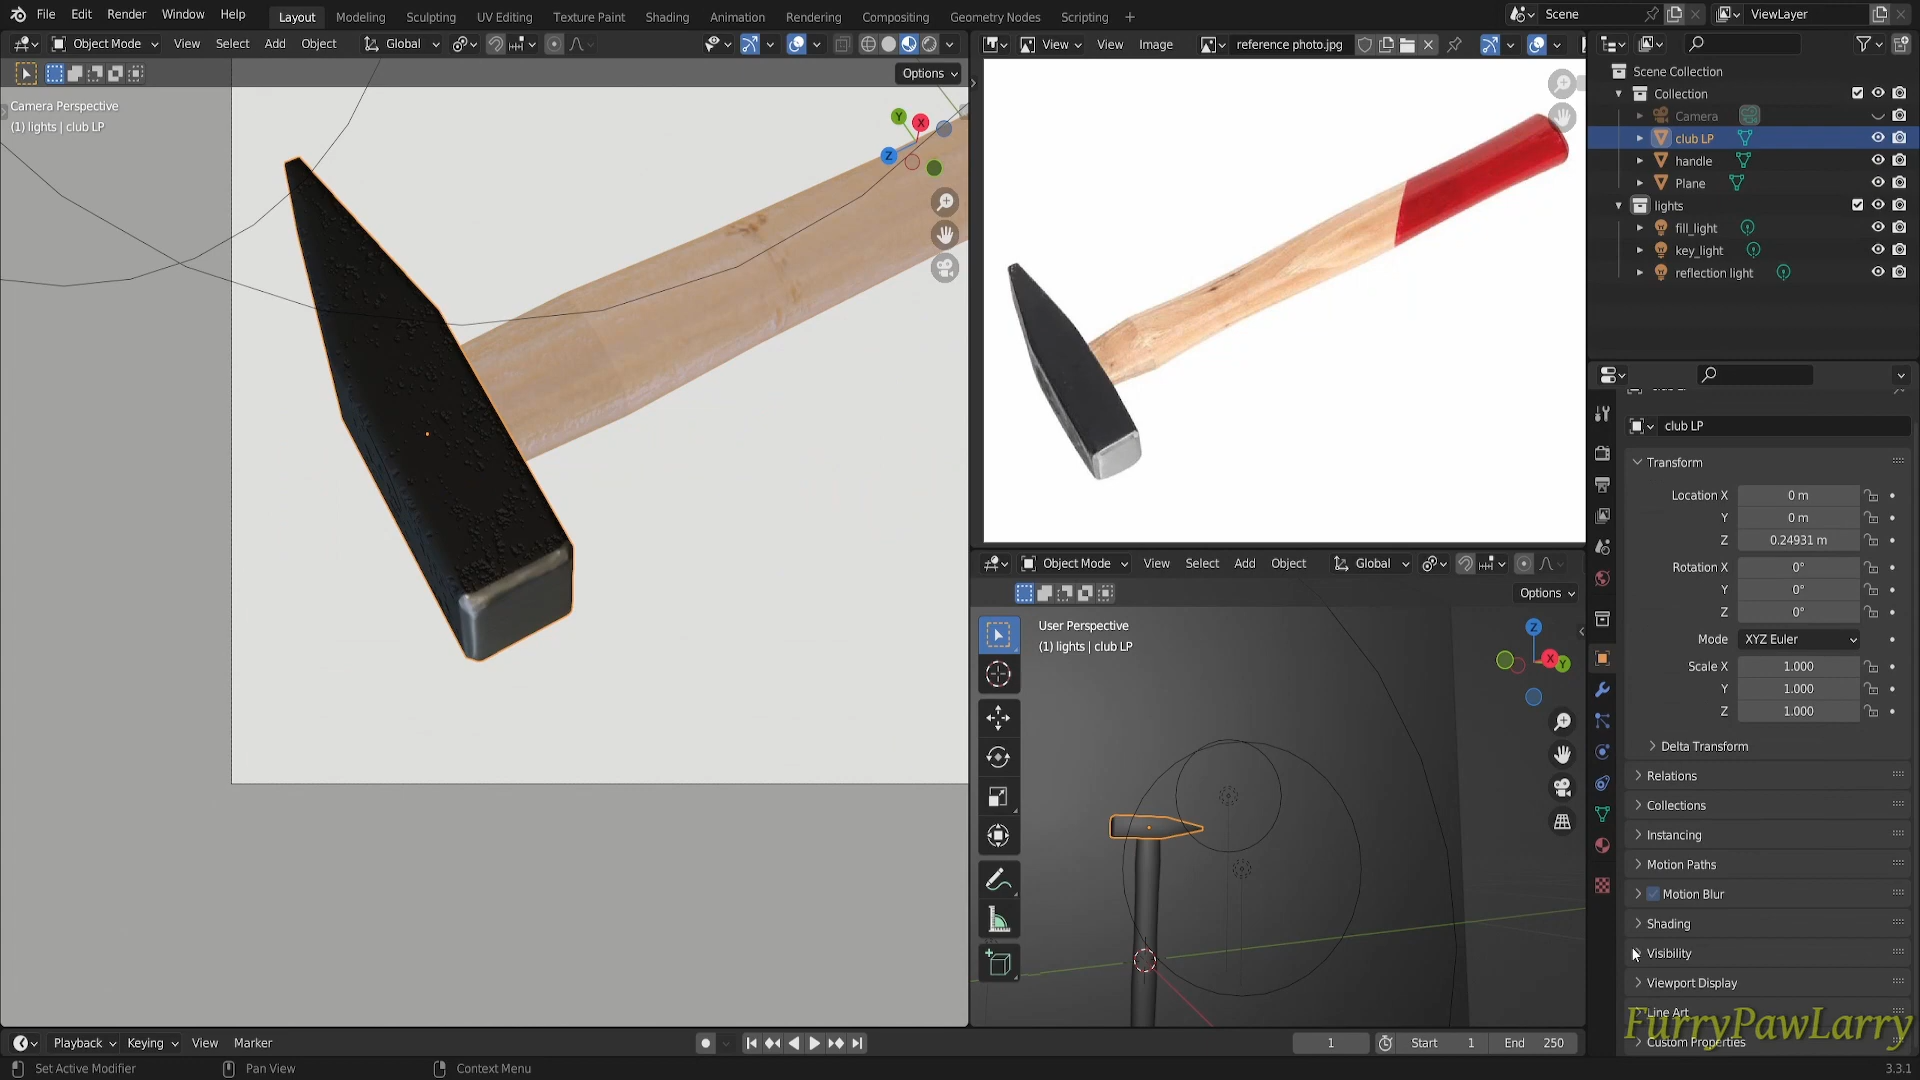 File Edit Render Window Help Layout Modeling Sculpting UV Editing Texture Paint Shading Animation Rendering Compositing Geometry Nodes Scripting + Scene ViewLayer
Object Mode View Select Add Object Global
View View Image reference photo.jpg
Options
Camera Perspective
(1) lights | club LP
Y X Z
Scene Collection
Collection
Camera
club LP
handle
Plane
lights
fill_light
key_light
reflection light
club LP
Transform
Location X 0 m
Y 0 m
Z 0.24931 m
Rotation X 0°
Y 0°
Z 0°
Mode XYZ Euler
Scale X 1.000
Y 1.000
Z 1.000
Delta Transform
Relations
Collections
Instancing
Motion Paths
Motion Blur
Shading
Visibility
Viewport Display
Line Art
Custom Properties
FurryPawLarry
Object Mode View Select Add Object Global
Options
User Perspective
(1) lights | club LP
Z X Y
Playback Keying View Marker 1 Start 1 End 250
Set Active Modifier Pan View Context Menu 3.3.1